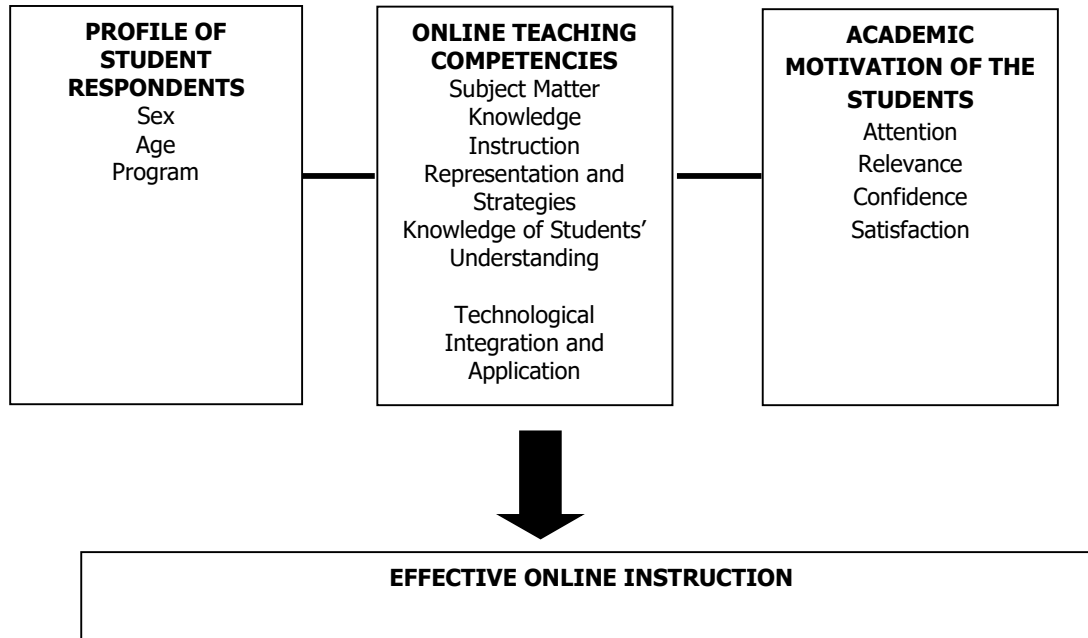 PROFILE OF
STUDENT
RESPONDENTS
Sex
Age
Program
ONLINE TEACHING
COMPETENCIES
Subject Matter
Knowledge
Instruction
Representation and
Strategies
Knowledge of Students’
Understanding
Technological
Integration and
Application
ACADEMIC
MOTIVATION OF THE
STUDENTS
Attention
Relevance
Confidence
Satisfaction
EFFECTIVE ONLINE INSTRUCTION